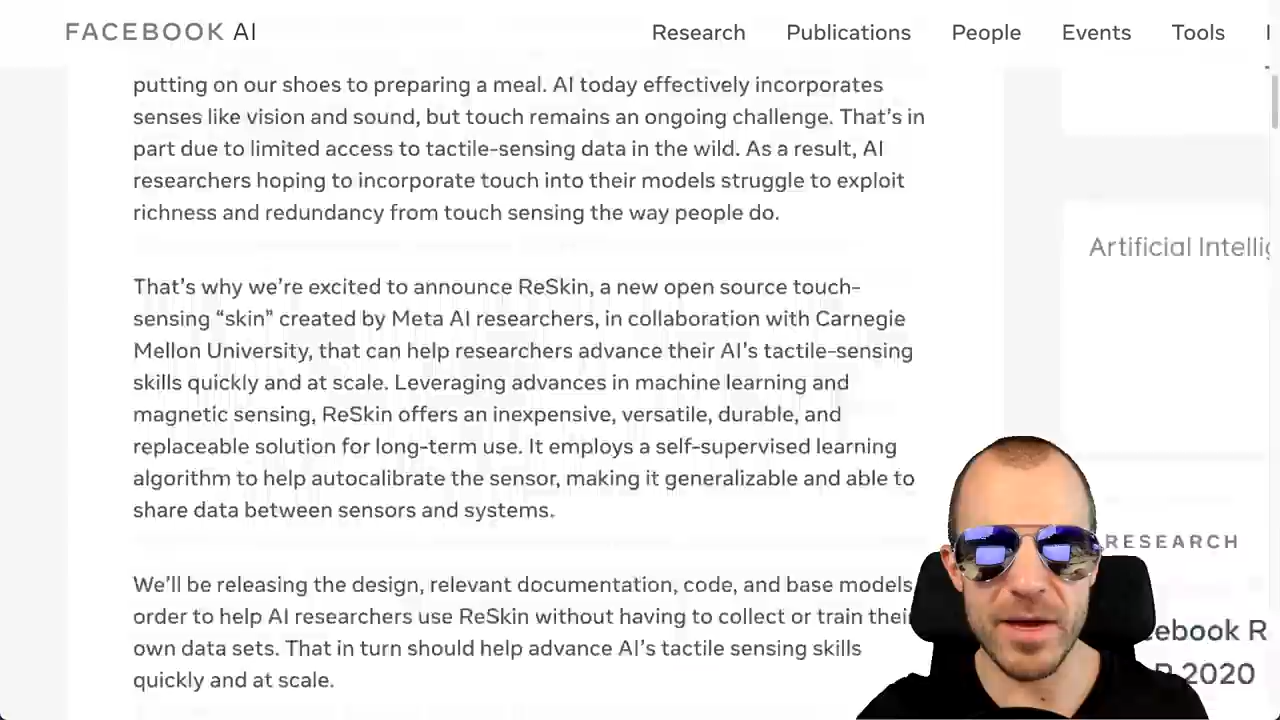 FACEBOOK AI
Research Publications People Events Tools
putting on our shoes to preparing a meal. AI today effectively incorporates
senses like vision and sound, but touch remains an ongoing challenge. That’s in
part due to limited access to tactile-sensing data in the wild. As a result, AI
researchers hoping to incorporate touch into their models struggle to exploit
richness and redundancy from touch sensing the way people do.
That’s why we’re excited to announce ReSkin, a new open source touch-
sensing “skin” created by Meta AI researchers, in collaboration with Carnegie
Mellon University, that can help researchers advance their AI’s tactile-sensing
skills quickly and at scale. Leveraging advances in machine learning and
magnetic sensing, ReSkin offers an inexpensive, versatile, durable, and
replaceable solution for long-term use. It employs a self-supervised learning
algorithm to help autocalibrate the sensor, making it generalizable and able to
share data between sensors and systems.
We’ll be releasing the design, relevant documentation, code, and base models
order to help AI researchers use ReSkin without having to collect or train their
own data sets. That in turn should help advance AI’s tactile sensing skills
quickly and at scale.
Artificial
RESEARCH
2020